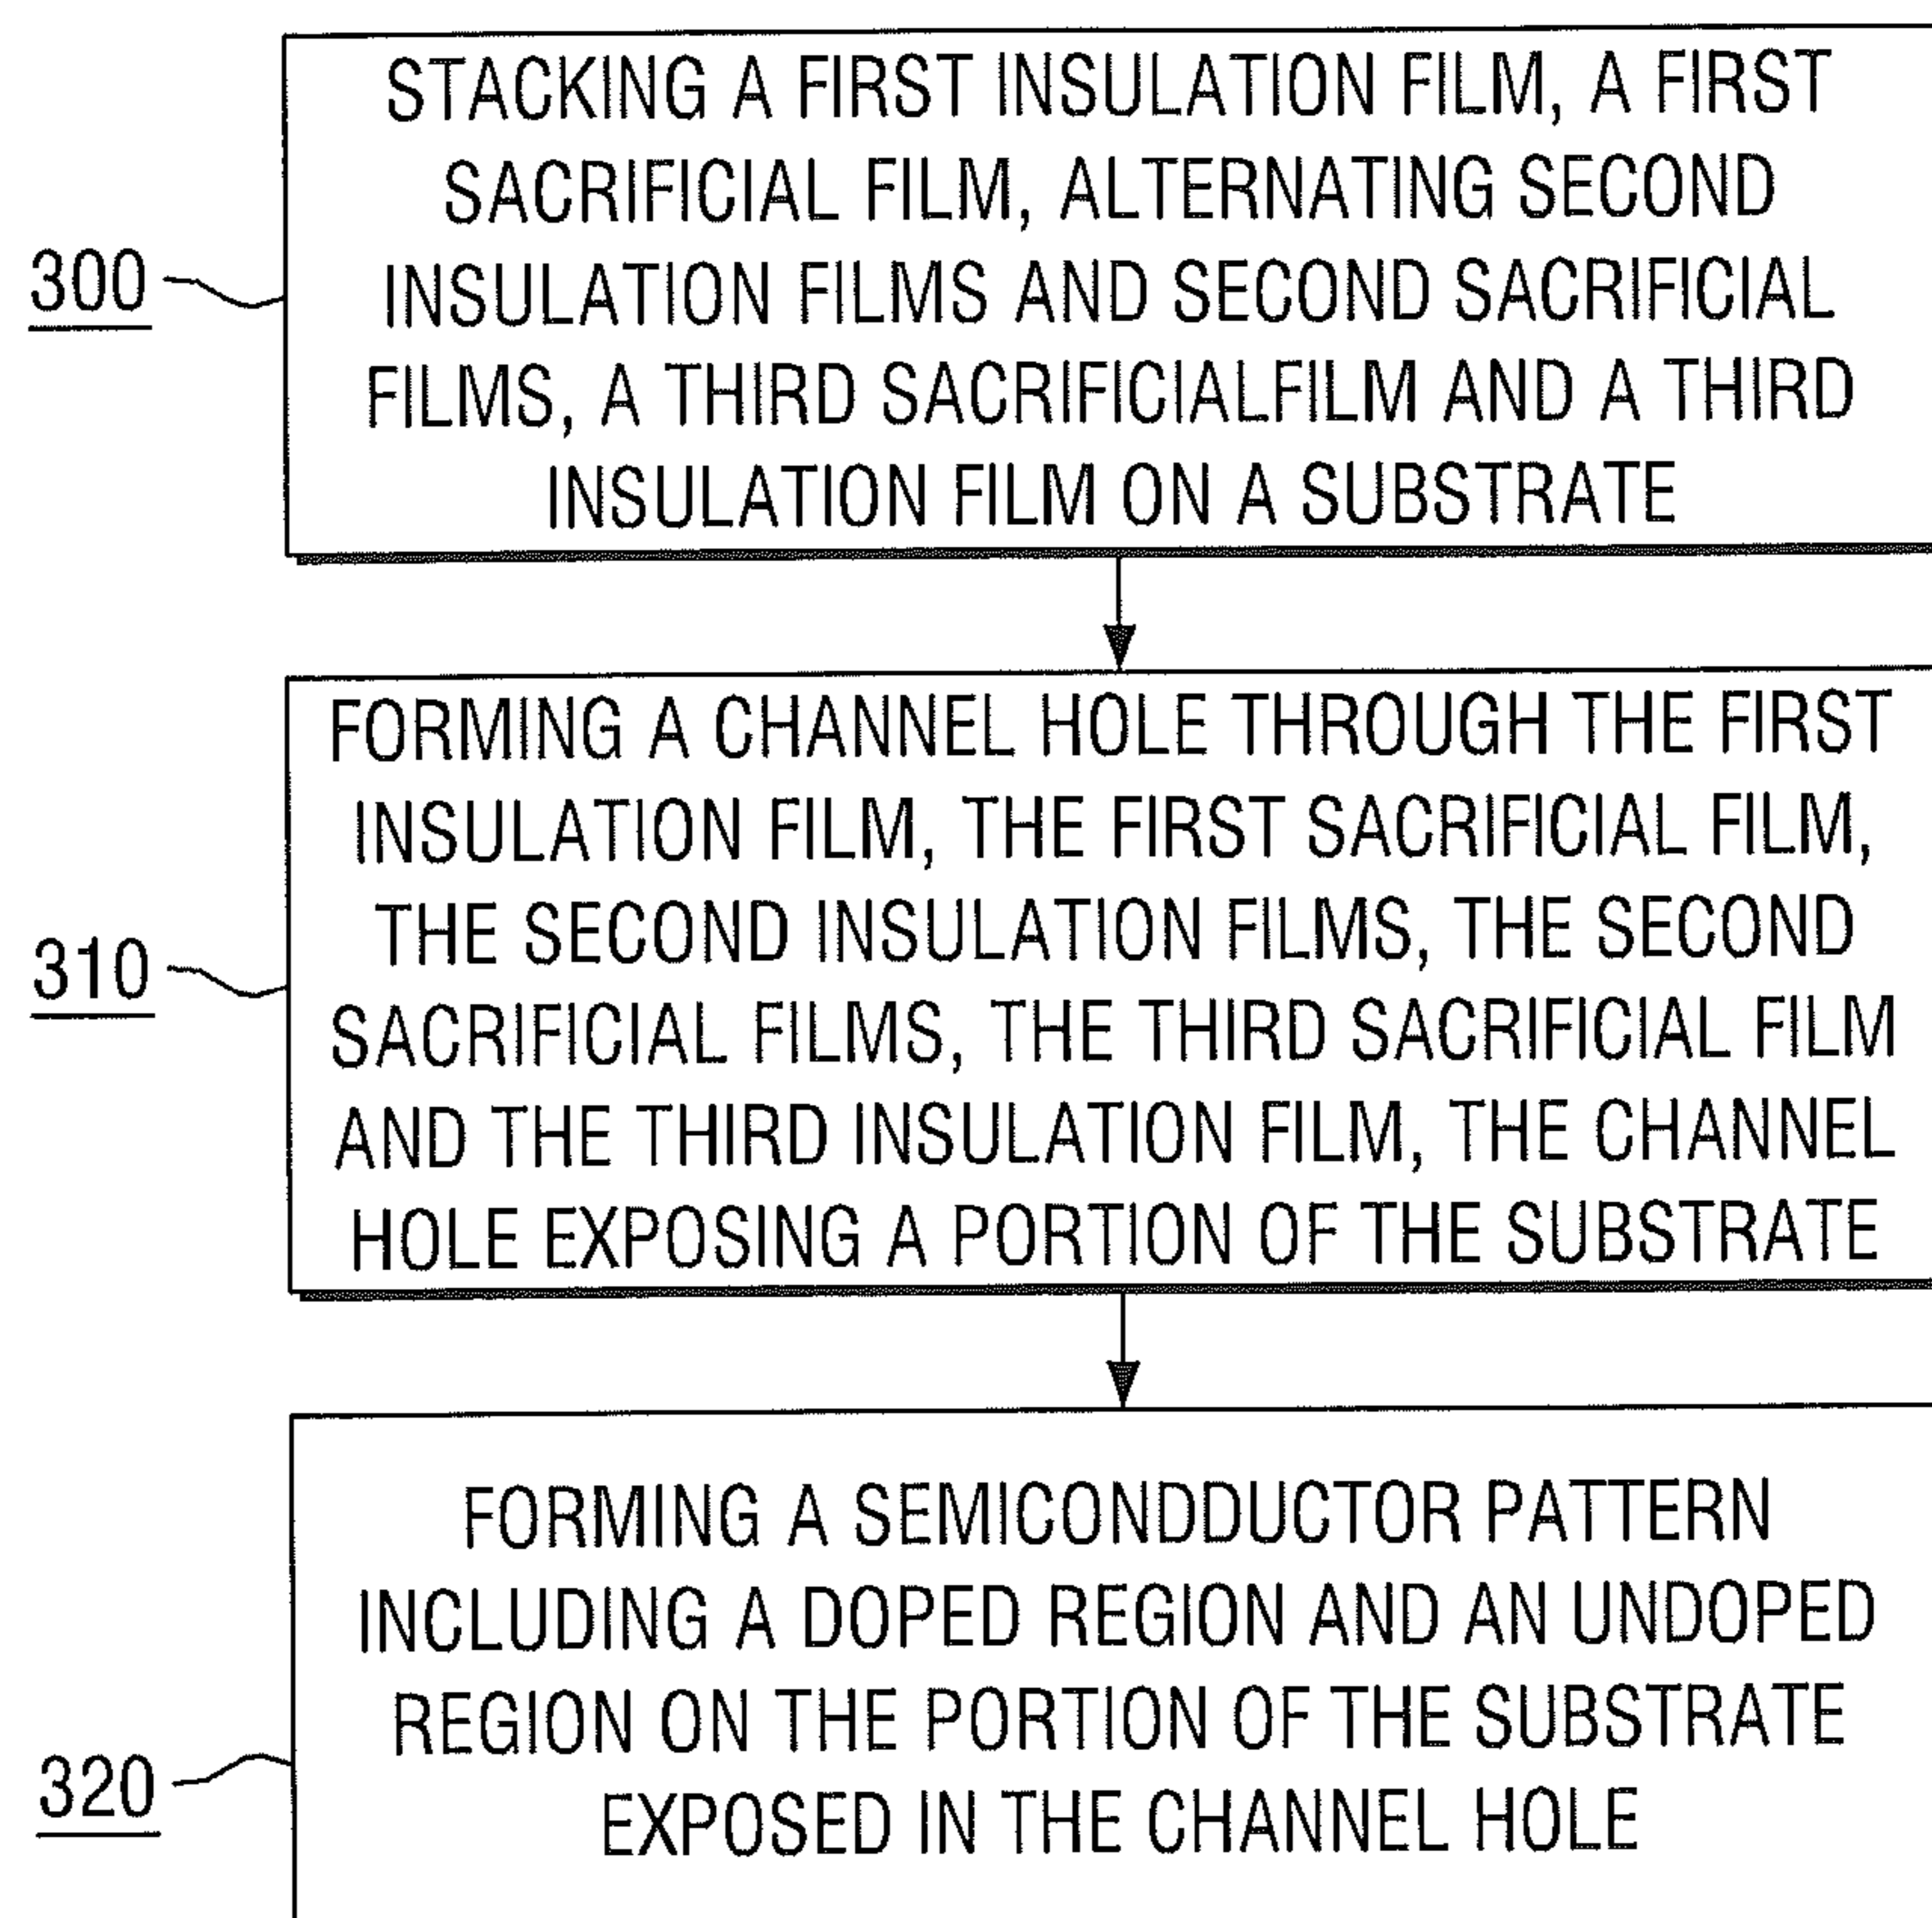 STACKING A FIRST INSULATION FILM, A FIRST
SACRIFICIAL FILM, ALTERNATING SECOND
INSULATION FILMS AND SECOND SACRIFICIAL
FILMS, A THIRD SACRIFICIALFILM AND A THIRD
INSULATION FILM ON A SUBSTRATE
300
FORMING A CHANNEL HOLE THROUGH THE FIRST
INSULATION FILM, THE FIRST SACRIFICIAL FILM,
THE SECOND INSULATION FILMS, THE SECOND
SACRIFICIAL FILMS, THE THIRD SACRIFICIAL FILM
AND THE THIRD INSULATION FILM, THE CHANNEL
HOLE EXPOSING A PORTION OF THE SUBSTRATE
310
FORMING A SEMICONDDUCTOR PATTERN
INCLUDING A DOPED REGION AND AN UNDOPED
REGION ON THE PORTION OF THE SUBSTRATE
EXPOSED IN THE CHANNEL HOLE
320